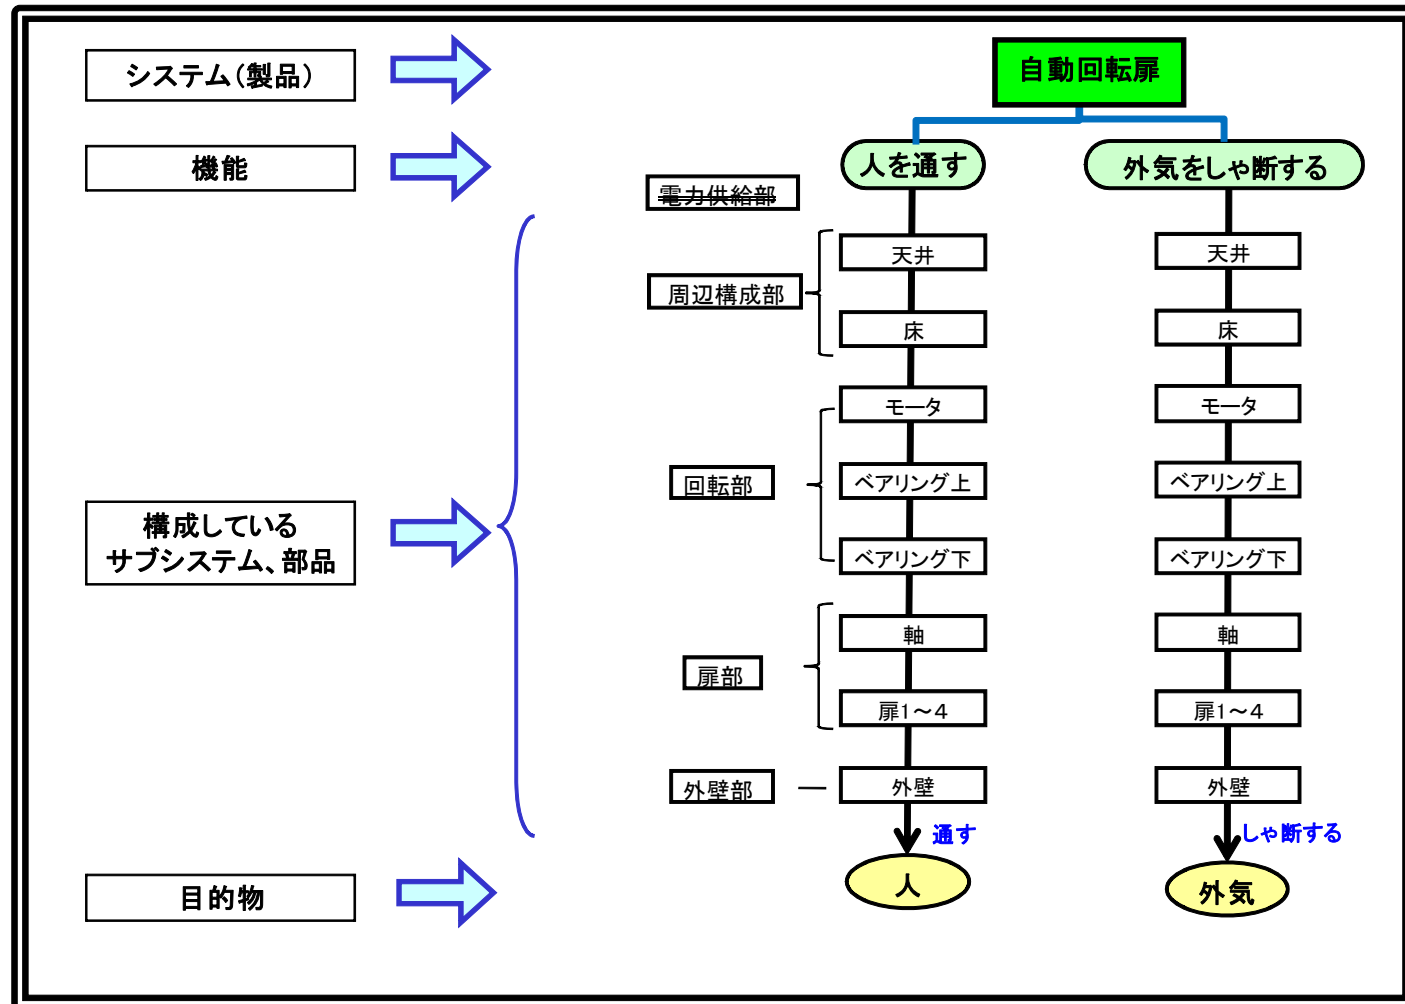 システム(製品)
自動回転扉
機能
人を通す
外気をしゃ断する
電力供給部
周辺構成部
回転部
扉部
外壁部
天井
床
モータ
ベアリング上
ベアリング下
軸
扉1～4
外壁
通す
人
天井
床
モータ
ベアリング上
ベアリング下
軸
扉1～4
外壁
しゃ断する
外気
構成している
サブシステム、部品
目的物